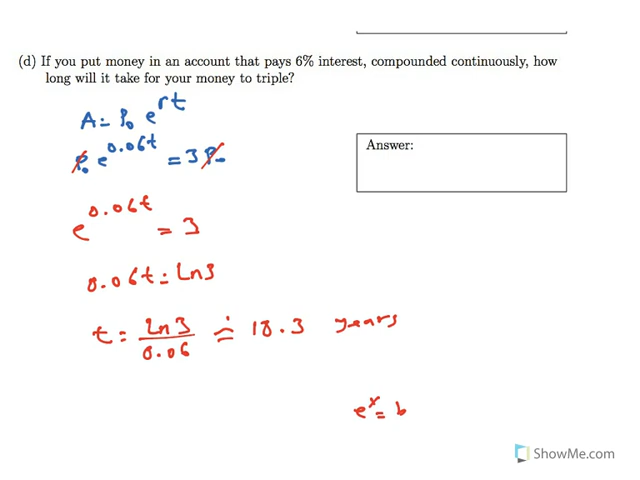 (d) If you put money in an account that pays 6% interest, compounded continuously, how
long will it take for your money to triple?
A = P₀ e^rt
P₀ e^0.06t = 3P₀
Answer:
e^0.06t = 3
0.06t = Ln3
t = Ln3/0.06 ≐ 18.3 years
e^x = b
ShowMe.com